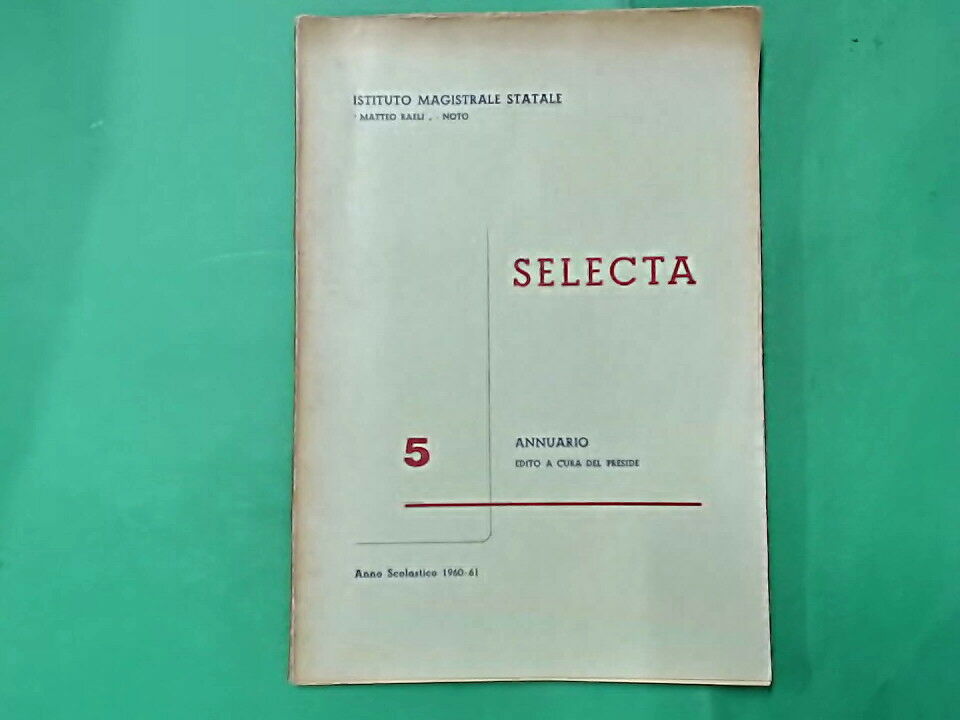 ISTITUTO MAGISTRALE STATALE
" MATTEO RAELI „ - NOTO
SELECTA
5
ANNUARIO
EDITO A CURA DEL PRESIDE
Anno Scolastico 1960-61